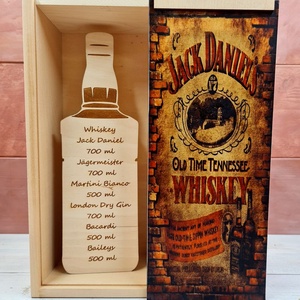 Whiskey
Jack Daniel
700 ml
Jagermeister
700 ml
Martini Bianco
500 ml
London Dry Gin
700 ml
Bacardi
500 ml
Baileys
500 ml
JACK DANIEL'S
OLD TIME TENNESSEE
WHISKEY